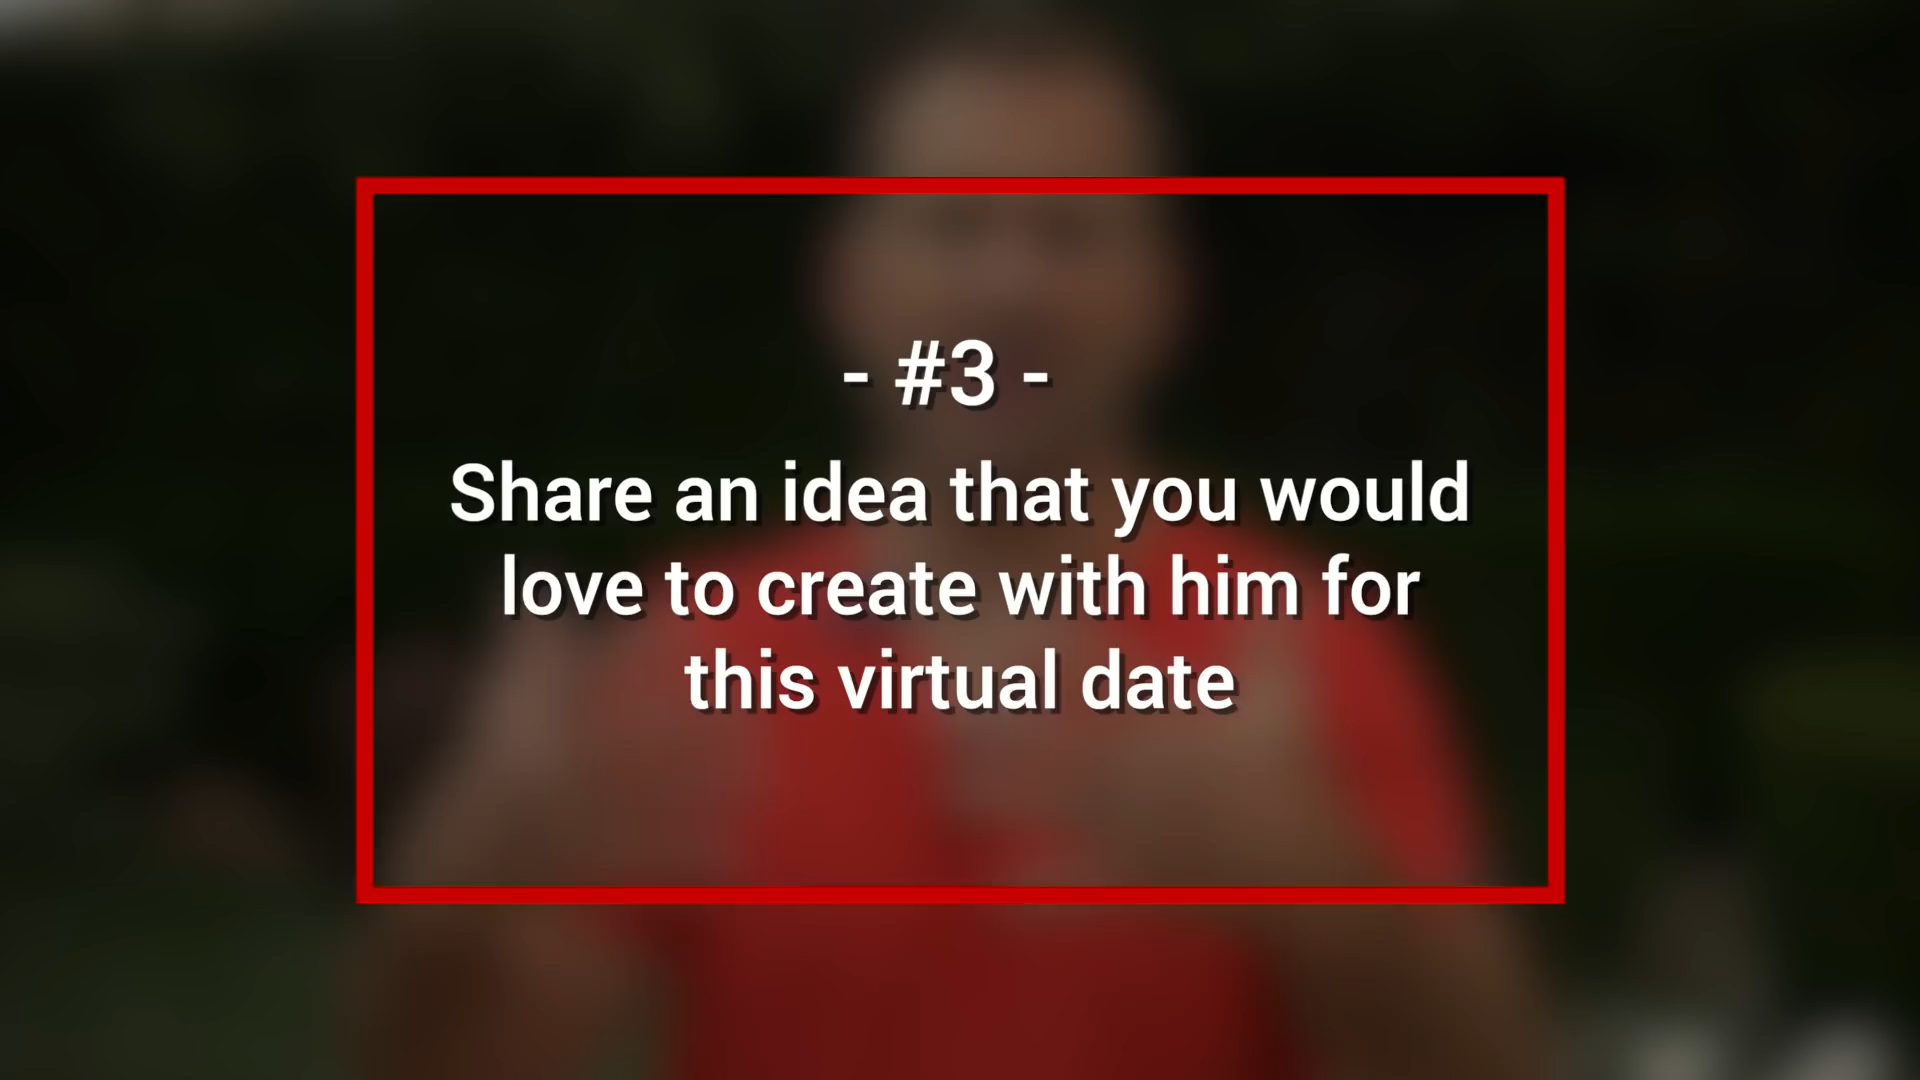 - #3 -
Share an idea that you would
love to create with him for
this virtual date